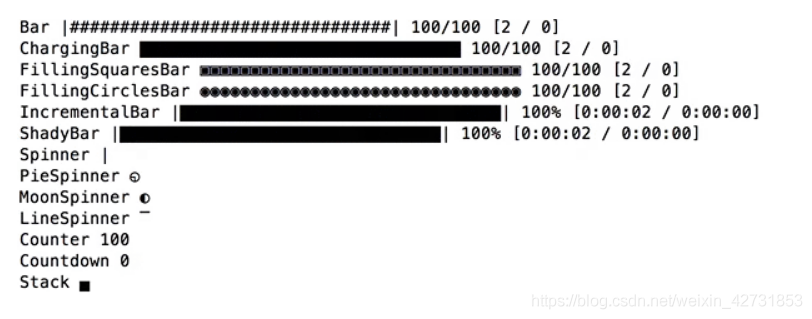 Bar |################################| 100/100 [2 / 0]
ChargingBar ████████████████████████████████ 100/100 [2 / 0]
FillingSquaresBar ▣▣▣▣▣▣▣▣▣▣▣▣▣▣▣▣▣▣▣▣▣▣▣▣▣▣▣▣▣▣▣▣ 100/100 [2 / 0]
FillingCirclesBar ◉◉◉◉◉◉◉◉◉◉◉◉◉◉◉◉◉◉◉◉◉◉◉◉◉◉◉◉◉◉◉◉ 100/100 [2 / 0]
IncrementalBar |████████████████████████████████| 100% [0:00:02 / 0:00:00]
ShadyBar |████████████████████████████████| 100% [0:00:02 / 0:00:00]
Spinner |
PieSpinner ◵
MoonSpinner ◐
LineSpinner ⎺
Counter 100
Countdown 0
Stack ▄
https://blog.csdn.net/weixin_42731853